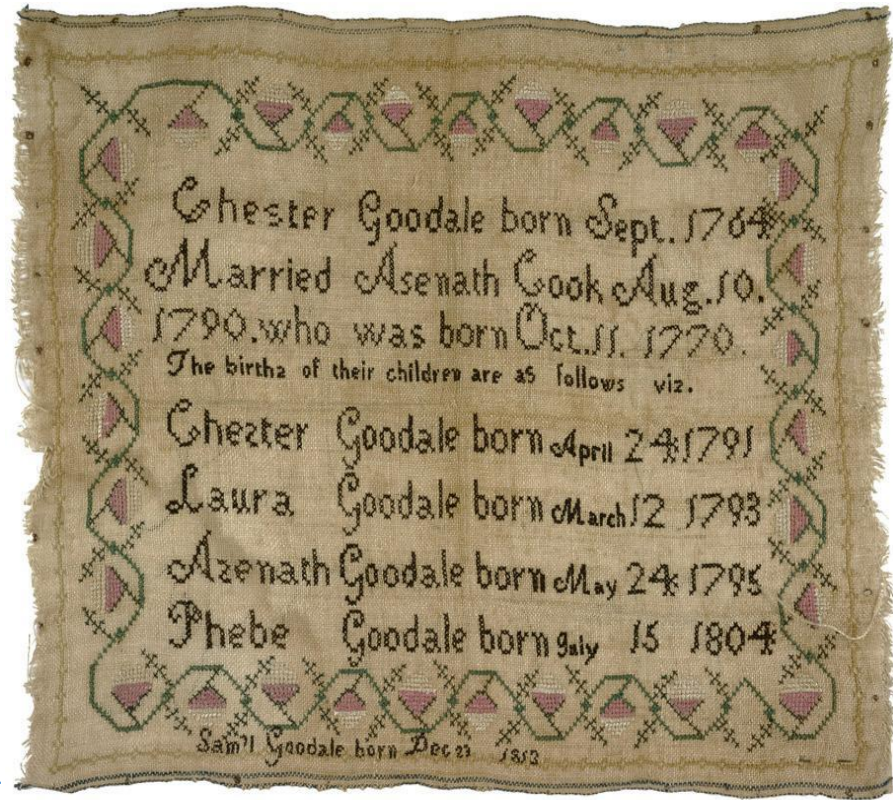 Chester Goodale born Sept. 1764
Married Asenath Cook Aug. 10.
1790. who was born Oct. 11. 1770.
The births of their children are as follows viz.
Chester Goodale born April 24 1791
Laura Goodale born March 12 1793
Azenath Goodale born May 24 1795
Phebe Goodale born July 15 1804
Sam'll Goodale born Dec 23 1813